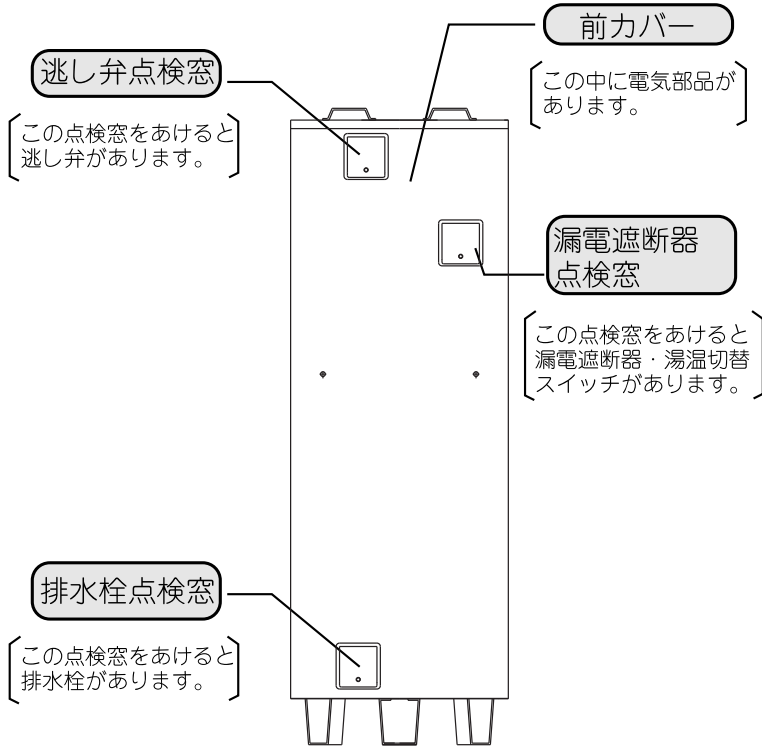 前カバー
この中に電気部品が
あります。
逃し弁点検窓
この点検窓をあけると
逃し弁があります。
漏電遮断器
点検窓
この点検窓をあけると
漏電遮断器・湯温切替
スイッチがあります。
排水栓点検窓
この点検窓をあけると
排水栓があります。